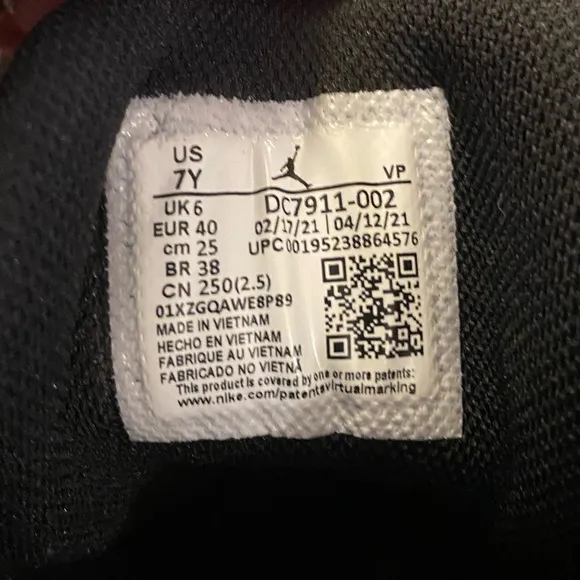 US
7Y
VP
UK 6
DC7911-002
EUR 40
02/17/21 | 04/12/21
cm 25
UPC 00195238864576
BR 38
CN 250(2.5)
01XZGQAWE8P89
MADE IN VIETNAM
HECHO EN VIETNAM
FABRIQUE AU VIETNAM
FABRICADO NO VIETNÃ
This product is covered by one or more patents:
www.nike.com/patentsvirtualmarking